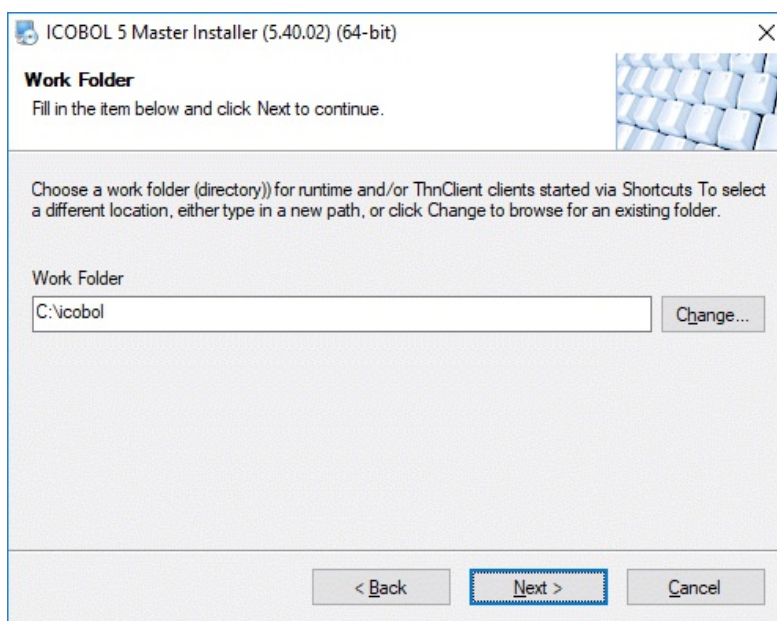 ICOBOL 5 Master Installer (5.40.02) (64-bit)
Work Folder
Fill in the item below and click Next to continue.
Choose a work folder (directory)) for runtime and/or ThnClient clients started via Shortcuts To select
a different location, either type in a new path, or click Change to browse for an existing folder.
Work Folder
C:\icobol
Change...
< Back
Next >
Cancel